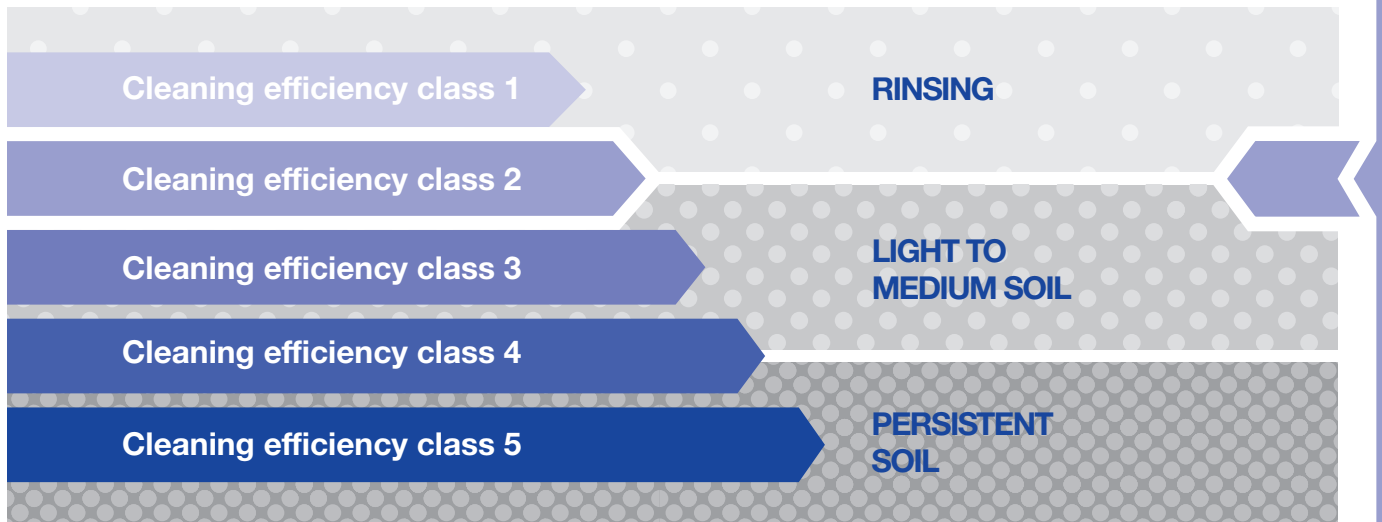 Cleaning efficiency class 1
RINSING
Cleaning efficiency class 2
Cleaning efficiency class 3
LIGHT TO
MEDIUM SOIL
Cleaning efficiency class 4
Cleaning efficiency class 5
PERSISTENT
SOIL